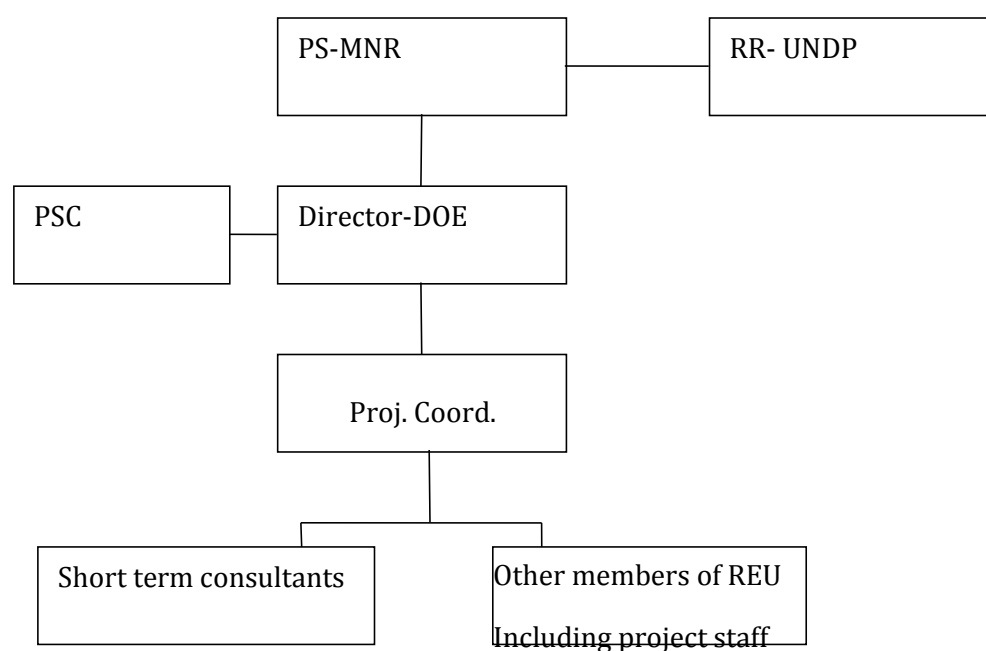 PS-MNR
RR- UNDP
PSC
Director-DOE
Proj. Coord.
Short term consultants
Other members of REU
Including project staff